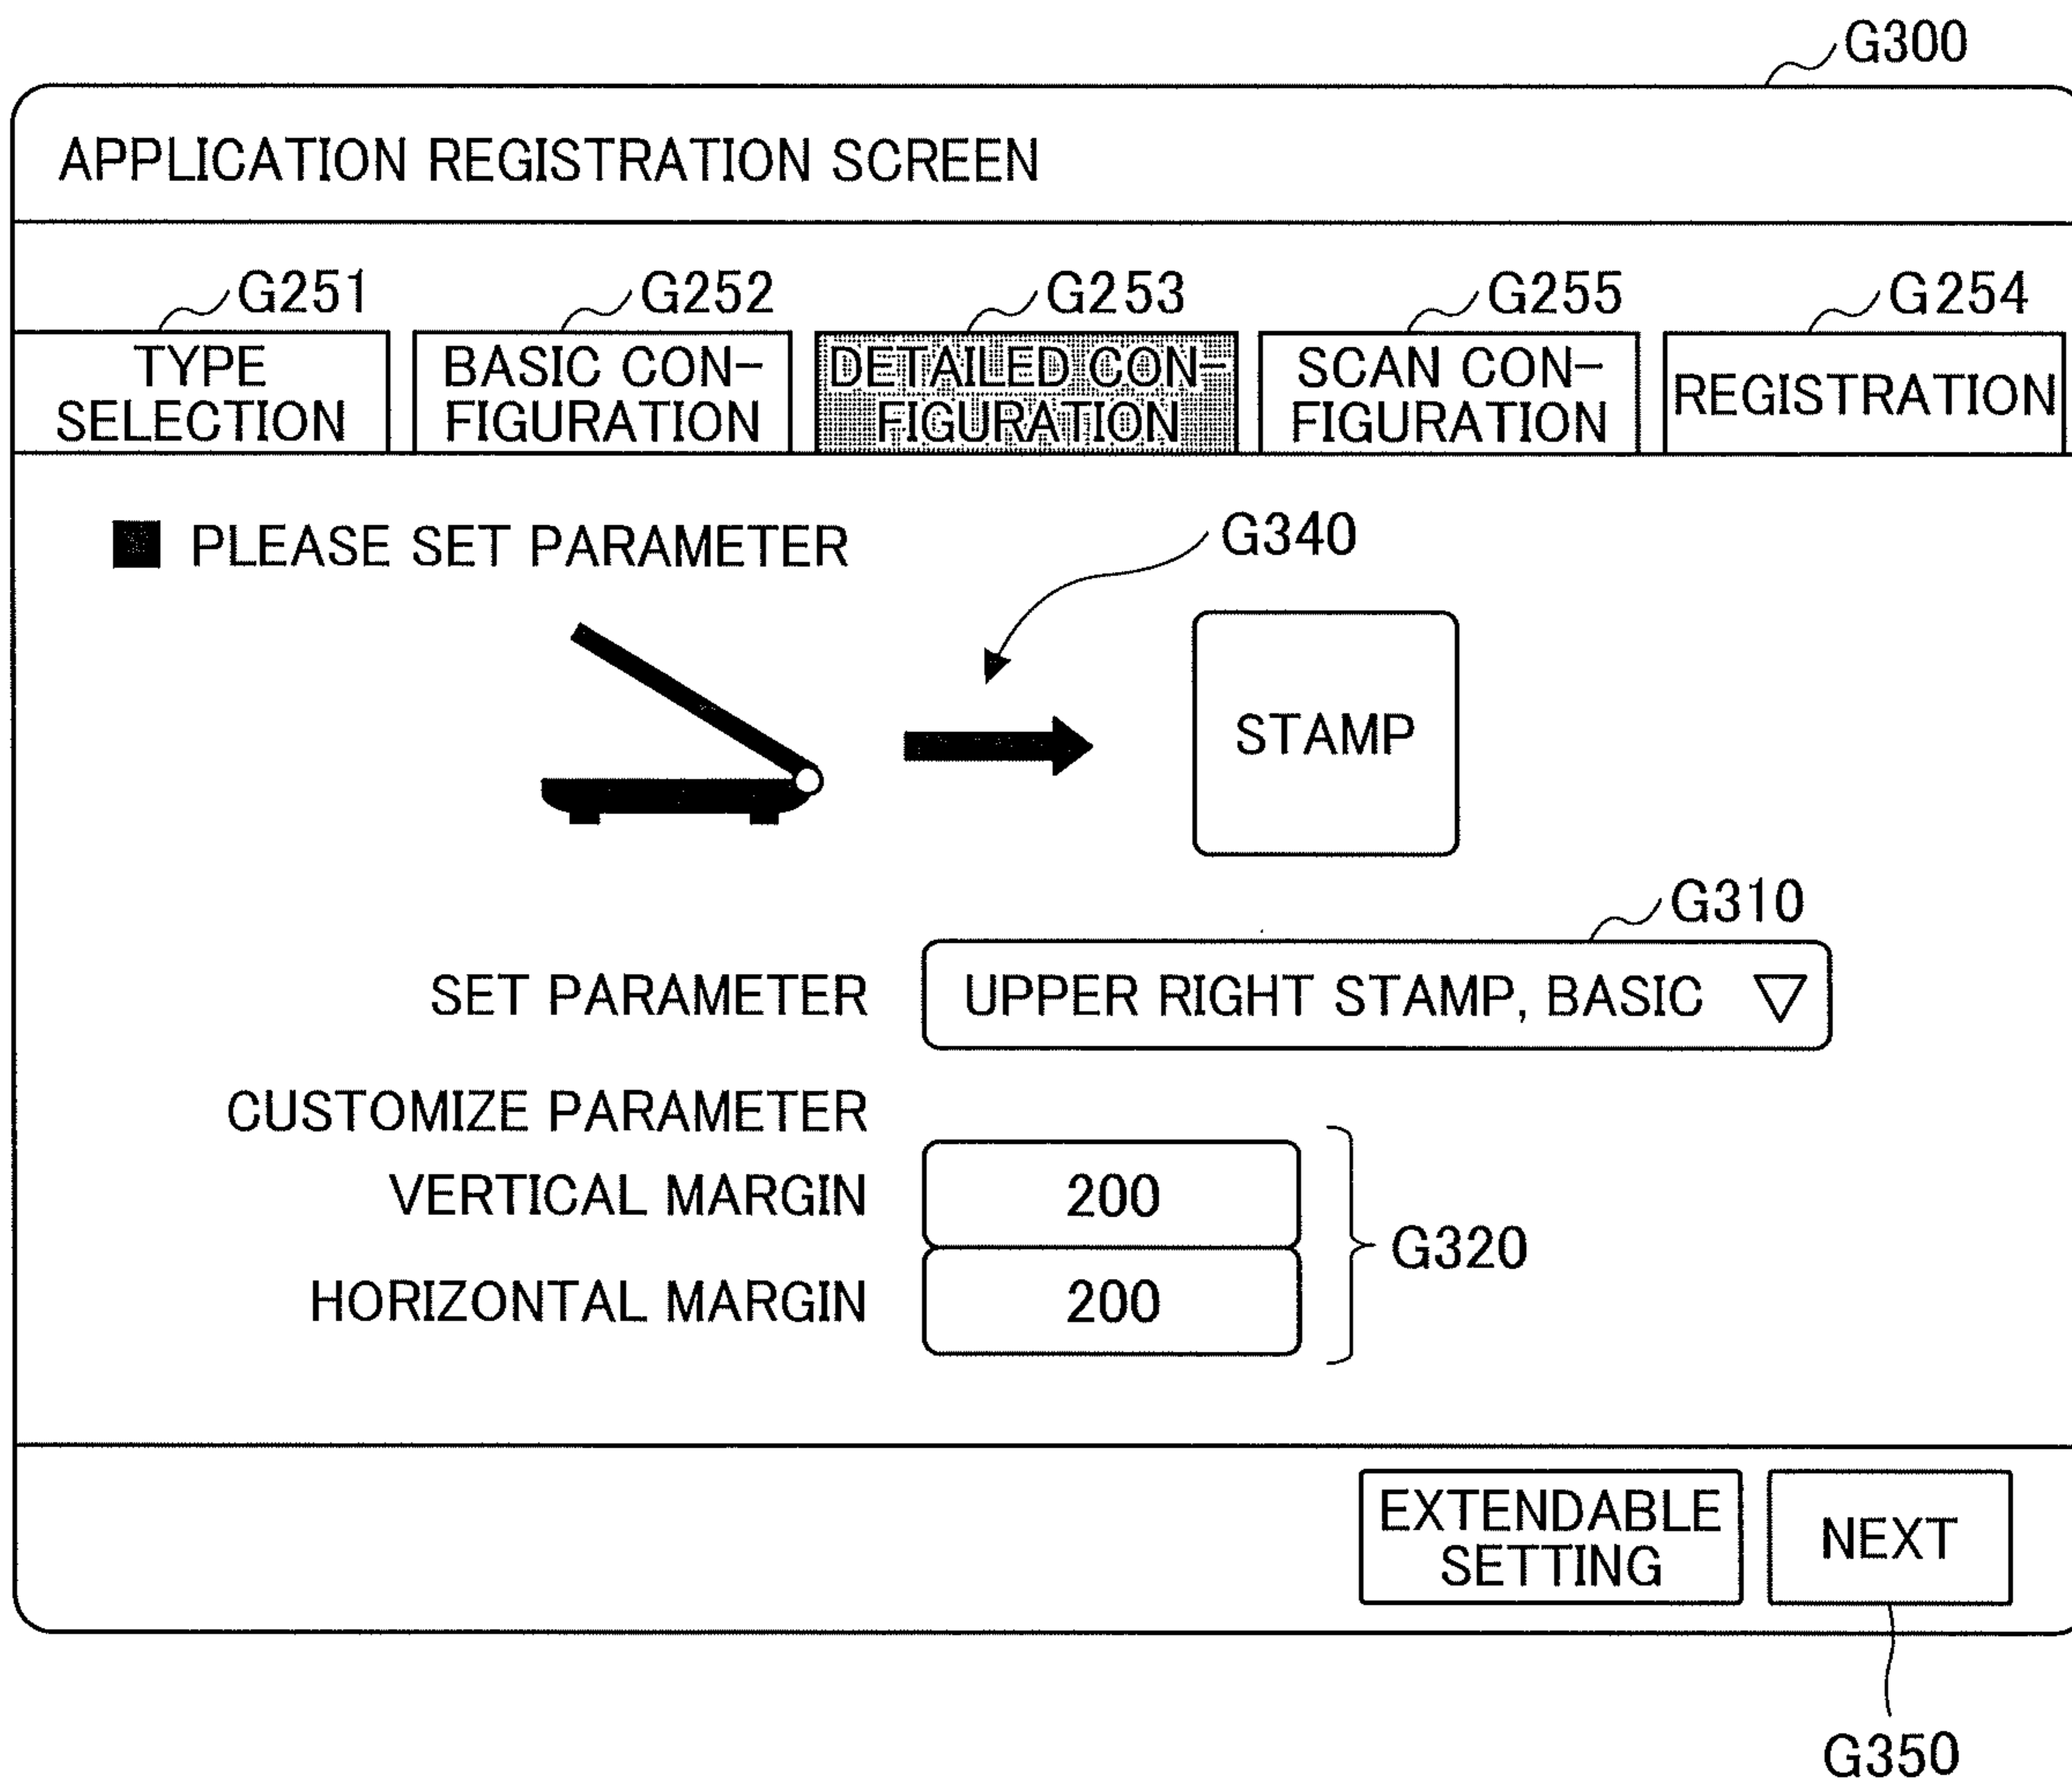 G300
APPLICATION REGISTRATION SCREEN
G251
G252
G253
G255
G254
TYPE
SELECTION
BASIC CON-
FIGURATION
DETAILED CON-
FIGURATION
SCAN CON-
FIGURATION
REGISTRATION
PLEASE SET PARAMETER
G340
STAMP
G310
SET PARAMETER
UPPER RIGHT STAMP, BASIC
CUSTOMIZE PARAMETER
VERTICAL MARGIN
200
G320
HORIZONTAL MARGIN
200
EXTENDABLE
SETTING
NEXT
G350